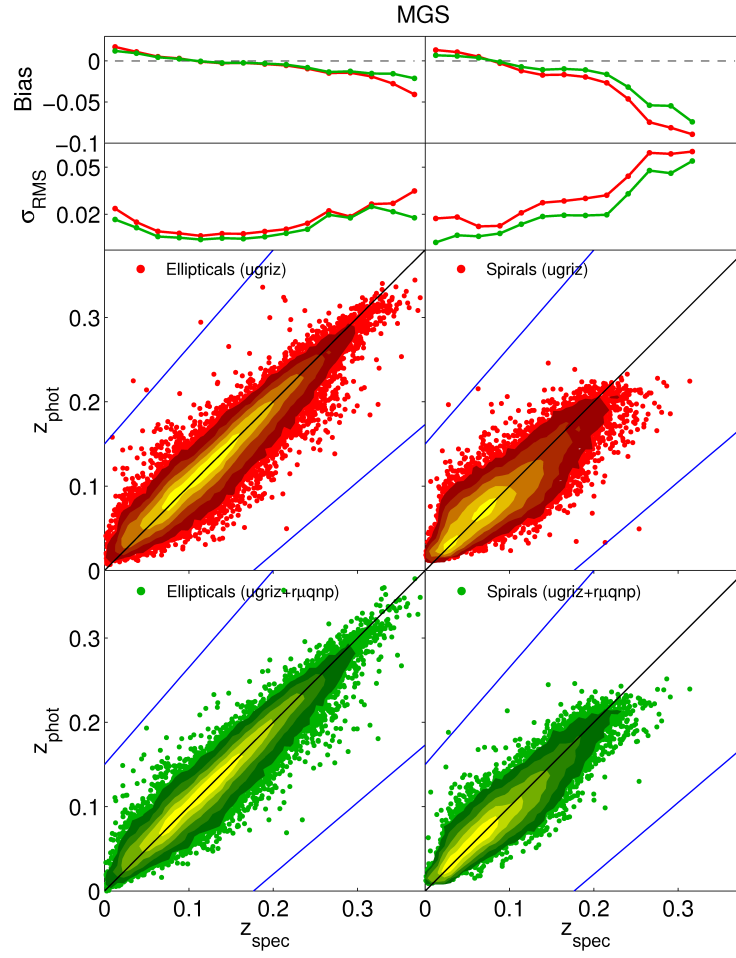 MGS
0
Bias
−0.05
−0.1
0.05
σRMS
0.02
Ellipticals (ugriz)
Spirals (ugriz)
0.3
zphot
0.2
0.1
0
Ellipticals (ugriz+rμqnp)
Spirals (ugriz+rμqnp)
0.3
zphot
0.2
0.1
0
0 0.1 0.2 0.3 0 0.1 0.2 0.3
zspec zspec